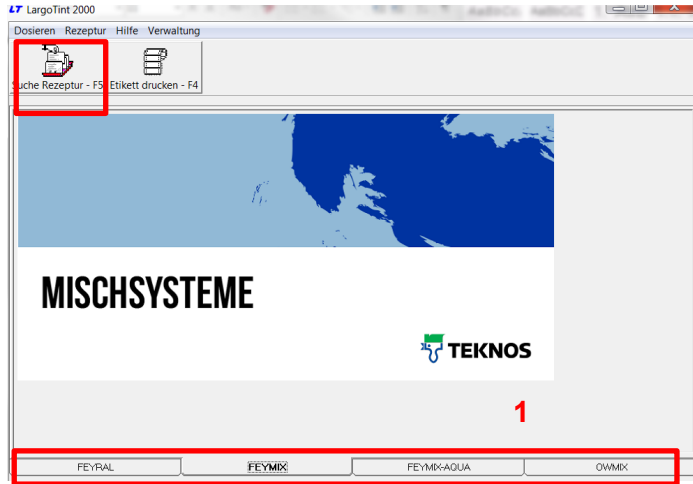 LT LargoTint 2000
Dosieren Rezeptur Hilfe Verwaltung
Suche Rezeptur - F5 Etikett drucken - F4
MISCHSYSTEME
TEKNOS
1
FEYRAL FEYMIX FEYMIX-AQUA OWMIX